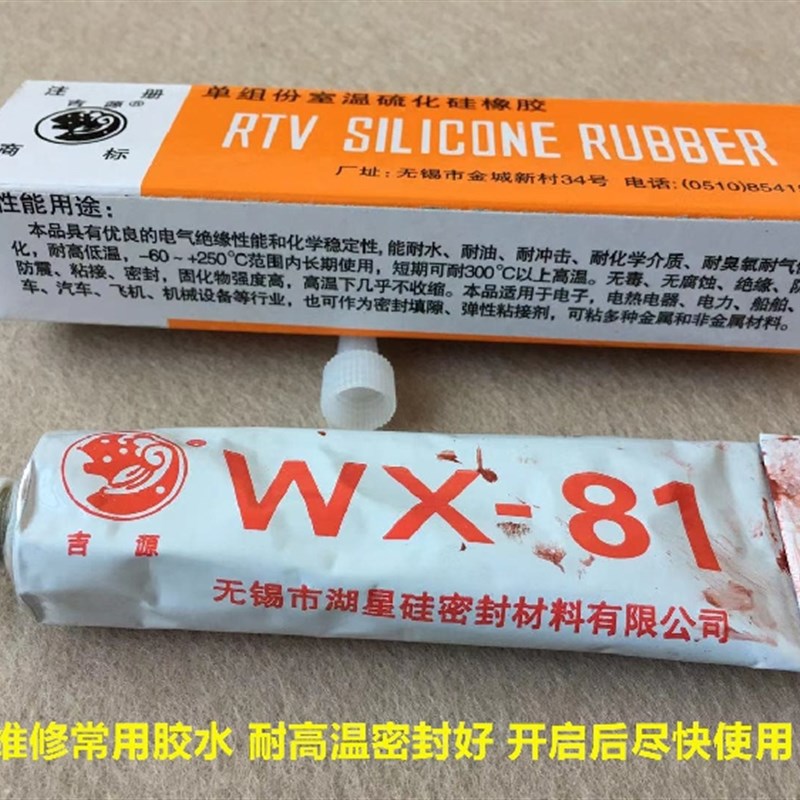 注 册
吉 源®
商 标
单组份室温硫化硅橡胶
RTV SILICONE RUBBER
厂址:无锡市金城新村34号 电话:(0510)85410
性能用途:
本品具有优良的电气绝缘性能和化学稳定性,能耐水、耐油、耐冲击、耐化学介质、耐臭氧耐气候
化,耐高低温,-60~+250°C范围内长期使用,短期可耐300°C以上高温。无毒、无腐蚀、绝缘、防
防震、粘接、密封,固化物强度高,高温下几乎不收缩。本品适用于电子,电热电器、电力、船舶、
车、汽车、飞机、机械设备等行业,也可作为密封填隙、弹性粘接剂,可粘多种金属和非金属材料。
WX-81
®
吉 源
无锡市湖星硅密封材料有限公司
维修常用胶水 耐高温密封好 开启后尽快使用